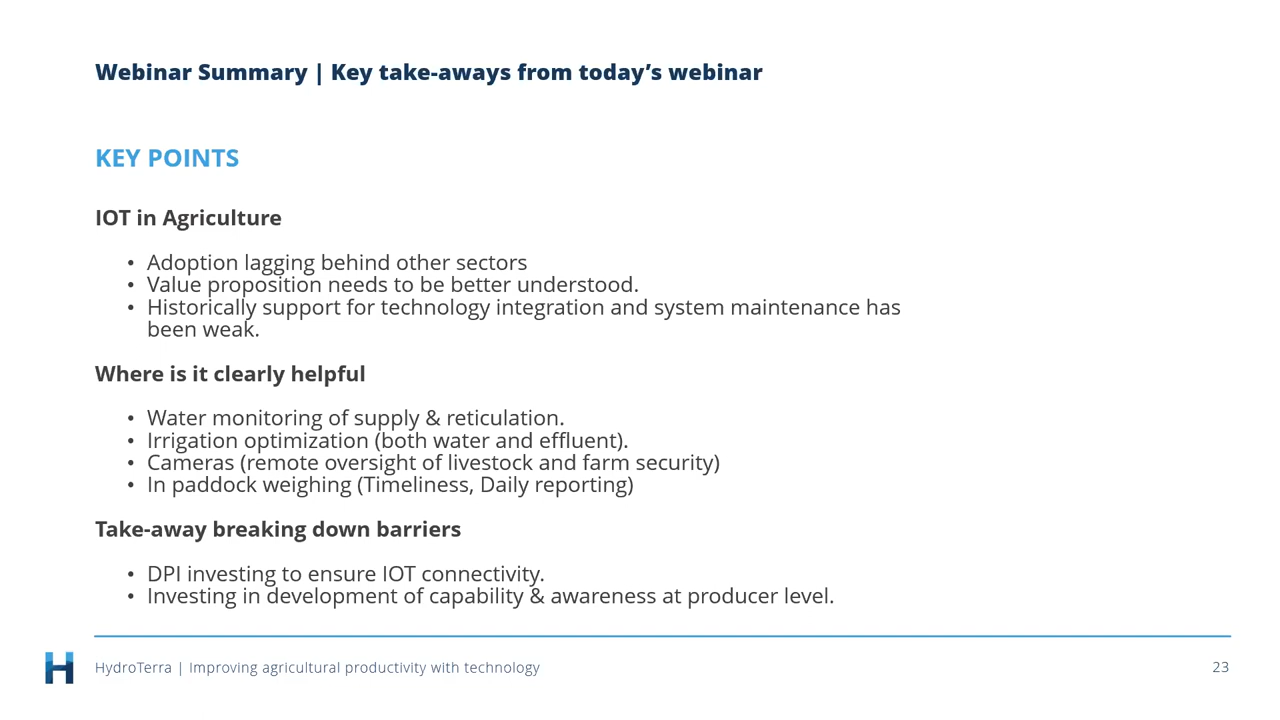 Webinar Summary | Key take-aways from today’s webinar
KEY POINTS
IOT in Agriculture
• Adoption lagging behind other sectors
• Value proposition needs to be better understood.
• Historically support for technology integration and system maintenance has
been weak.
Where is it clearly helpful
• Water monitoring of supply & reticulation.
• Irrigation optimization (both water and effluent).
• Cameras (remote oversight of livestock and farm security)
• In paddock weighing (Timeliness, Daily reporting)
Take-away breaking down barriers
• DPI investing to ensure IOT connectivity.
• Investing in development of capability & awareness at producer level.
HydroTerra | Improving agricultural productivity with technology
23